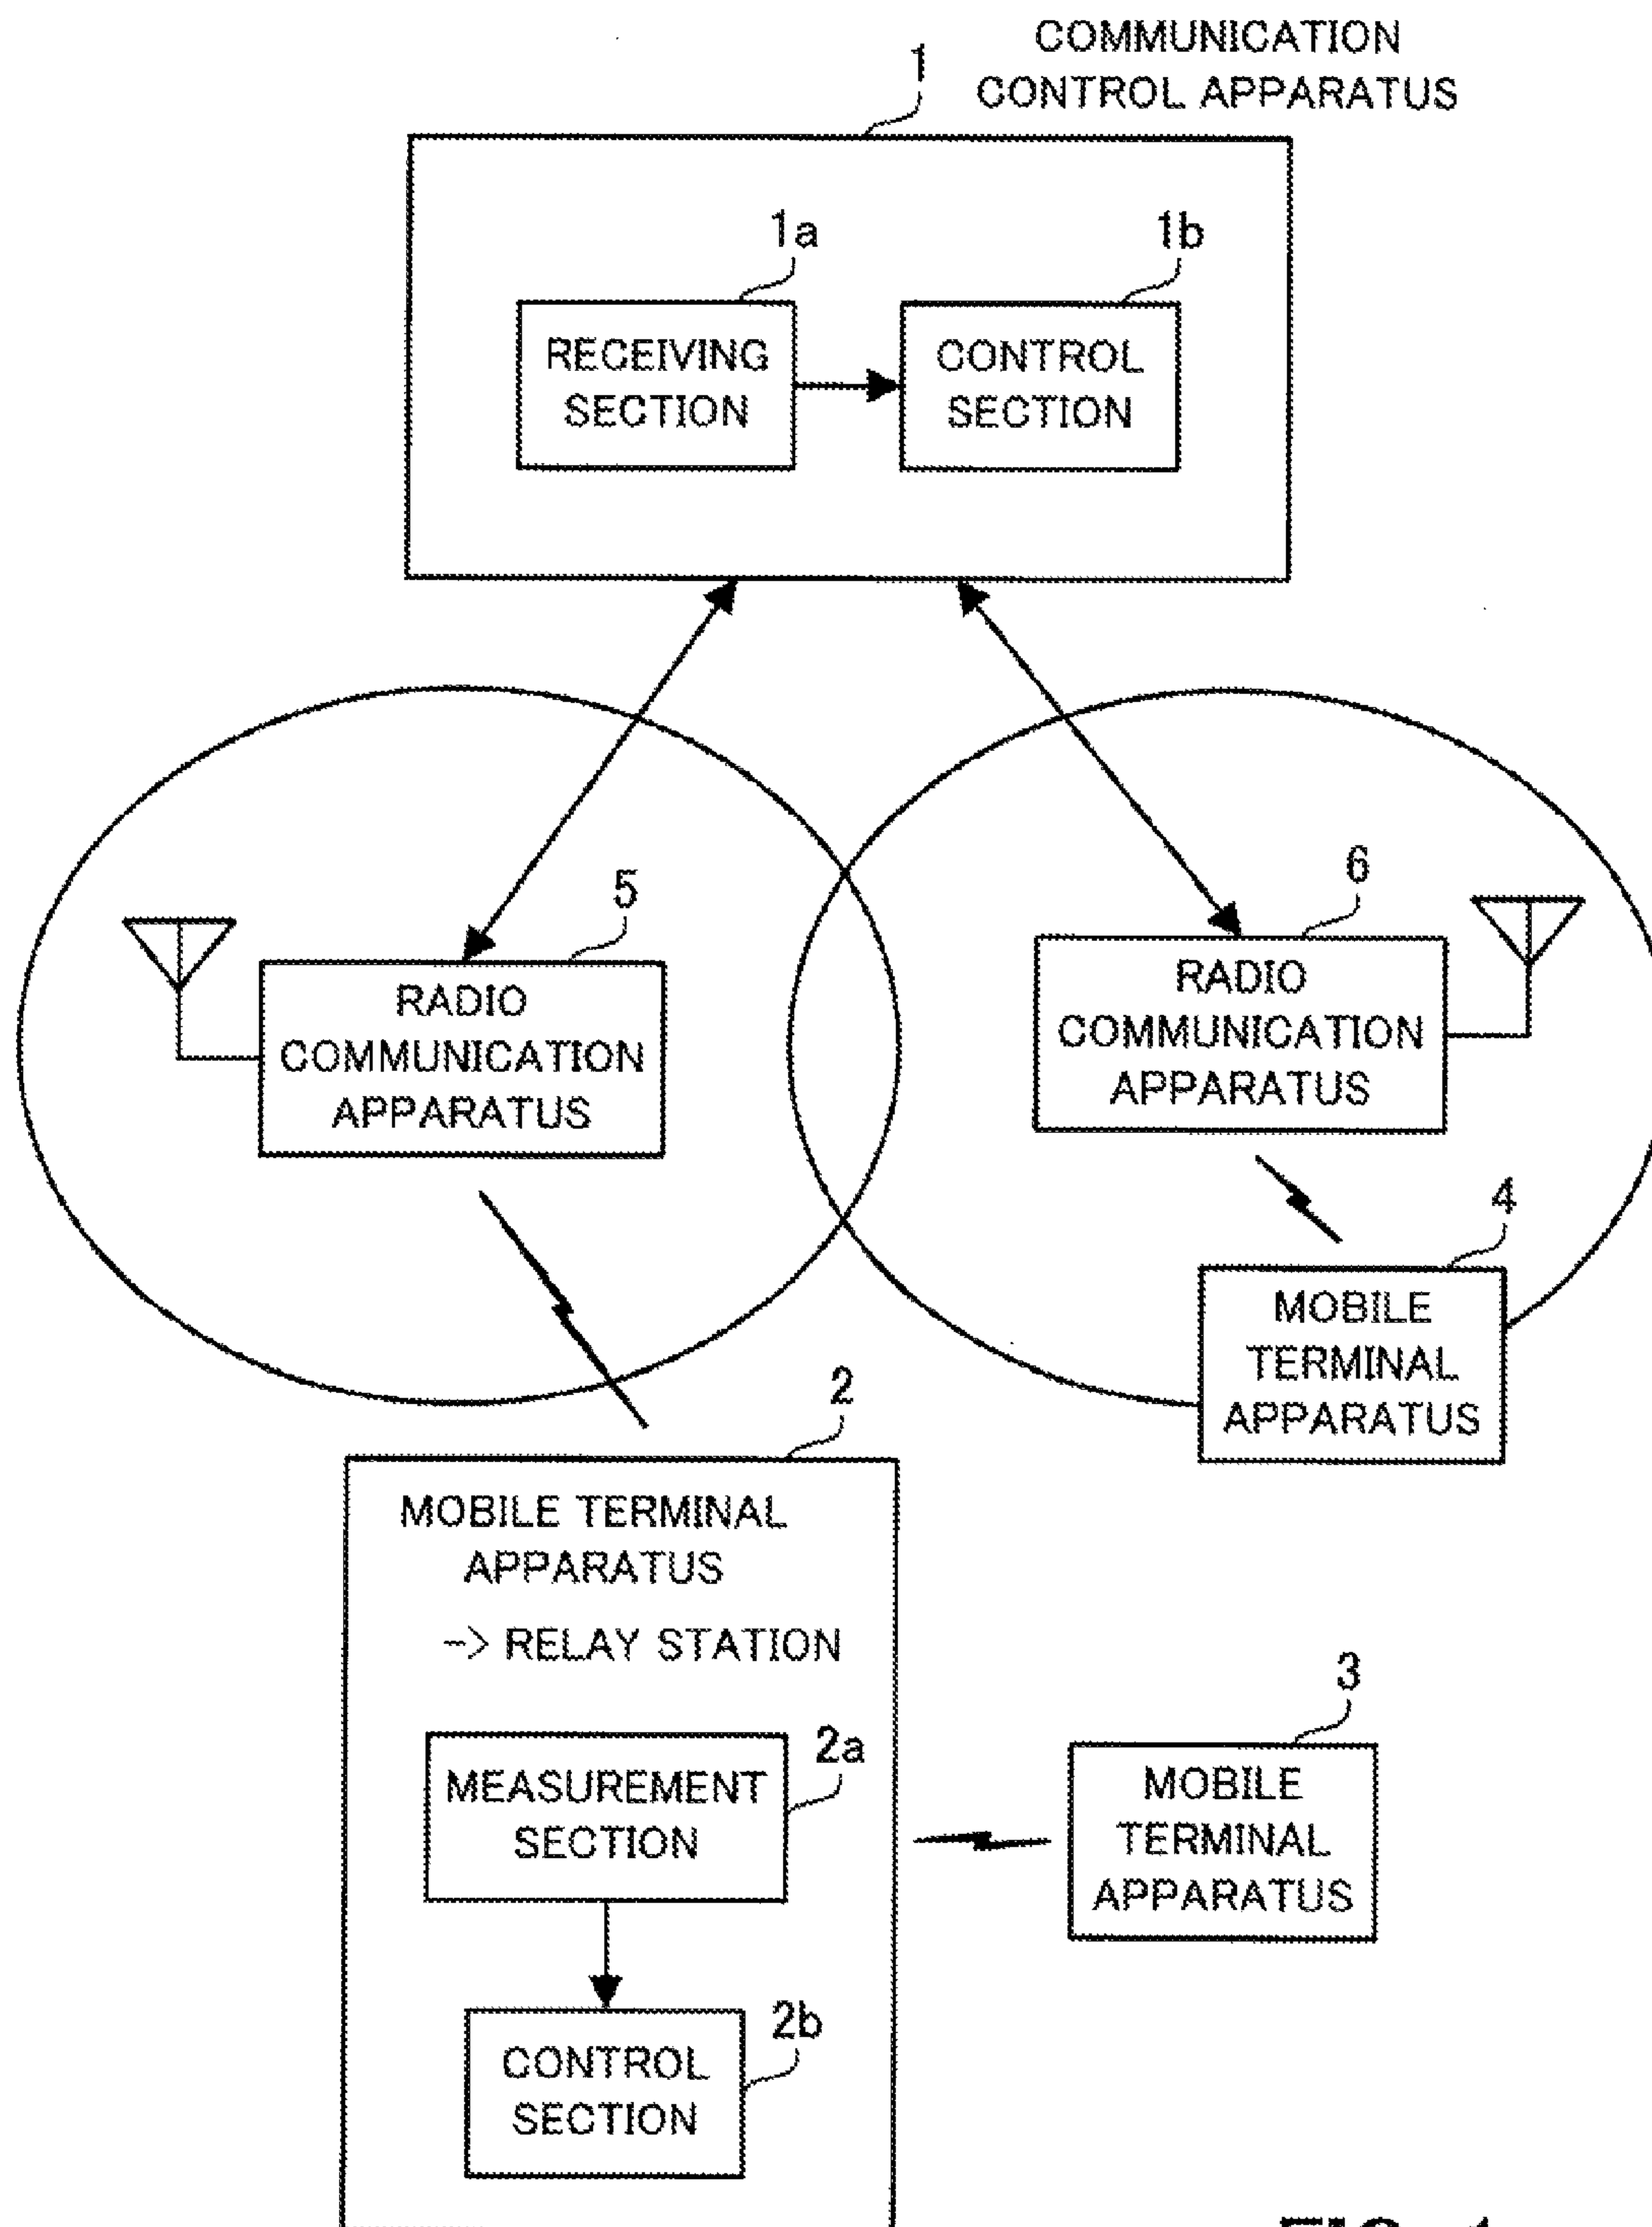 COMMUNICATION
CONTROL APPARATUS
1
1a
1b
RECEIVING
SECTION
CONTROL
SECTION
5
6
RADIO
COMMUNICATION
APPARATUS
RADIO
COMMUNICATION
APPARATUS
4
MOBILE
TERMINAL
APPARATUS
2
MOBILE TERMINAL
APPARATUS
-> RELAY STATION
3
2a
MEASUREMENT
SECTION
MOBILE
TERMINAL
APPARATUS
2b
CONTROL
SECTION